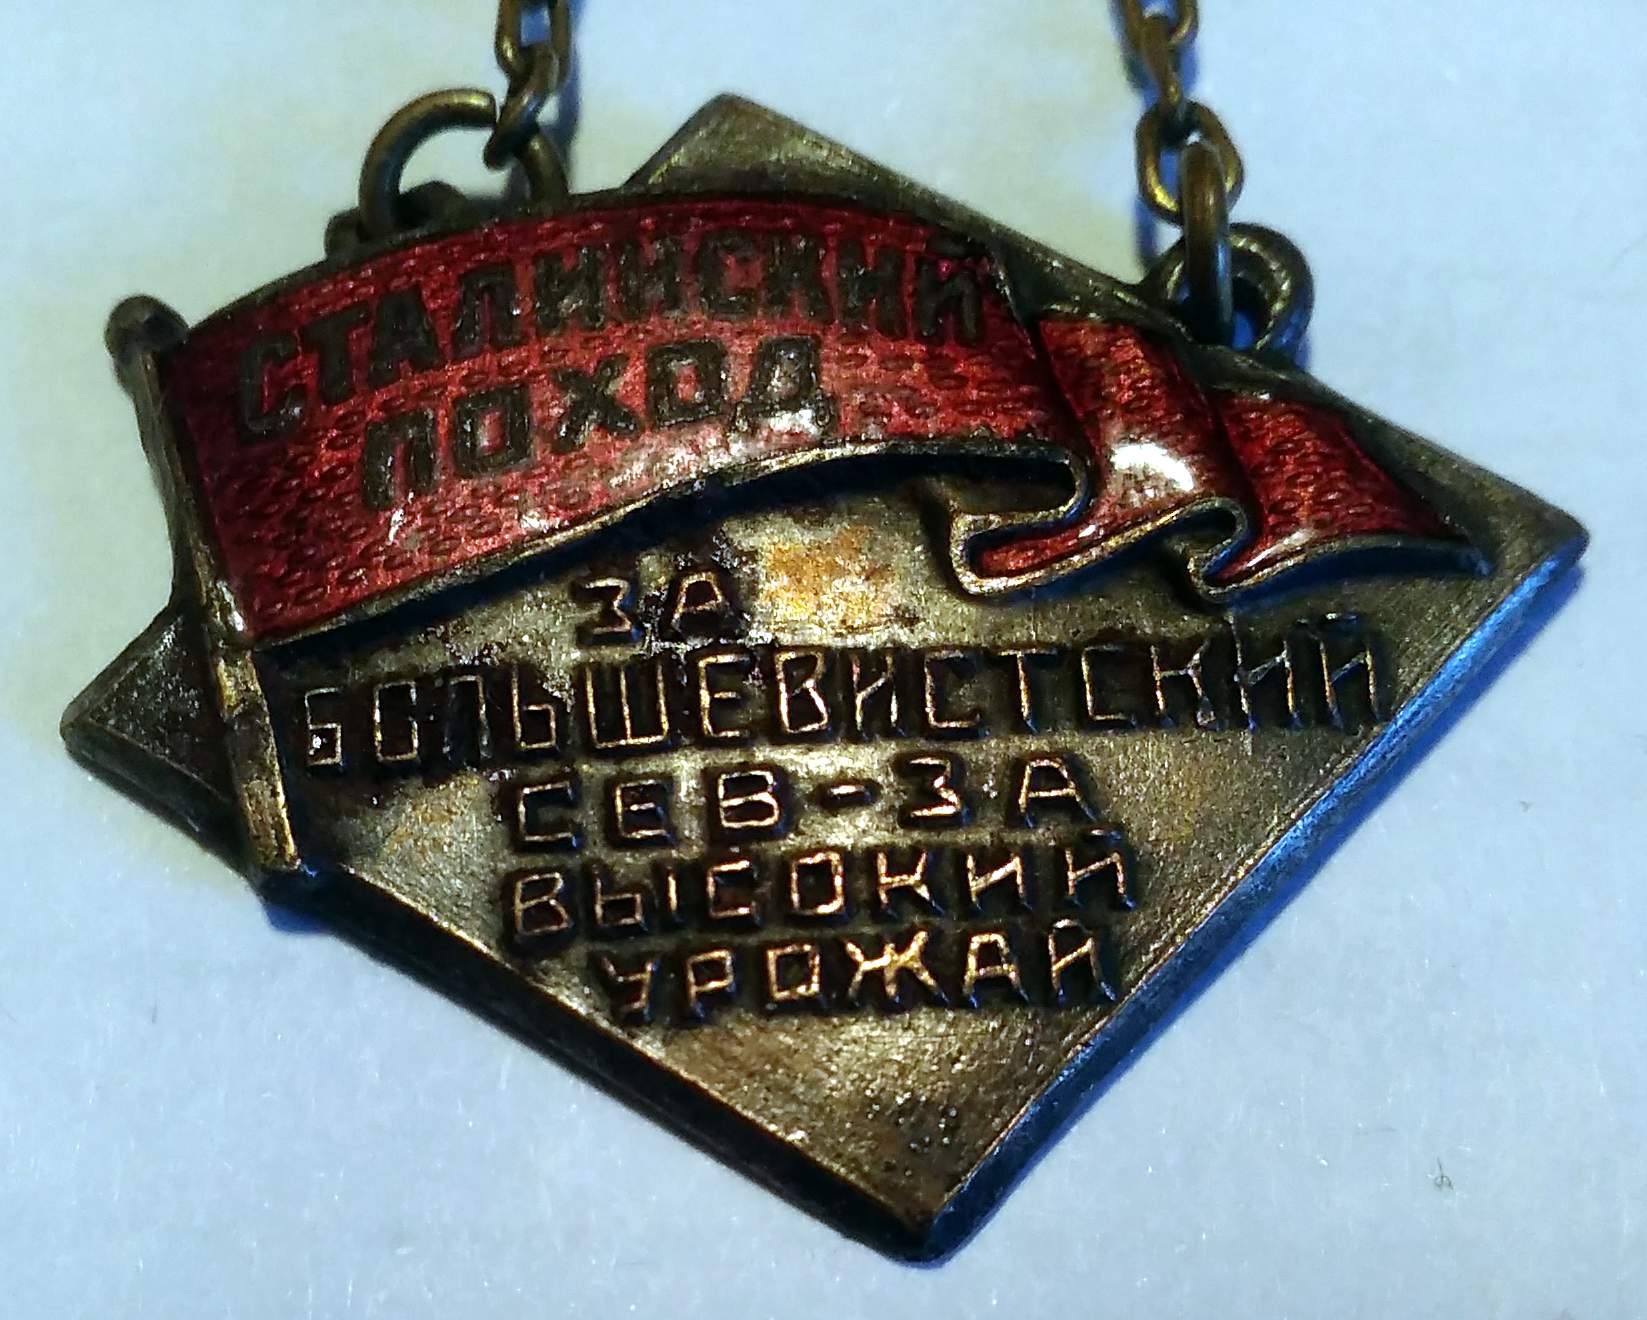 СТАЛИНСКИЙ
ПОХОД
ЗА
БОЛЬШЕВИСТСКИЙ
СЕВ-ЗА
ВЫСОКИЙ
УРОЖАЙ